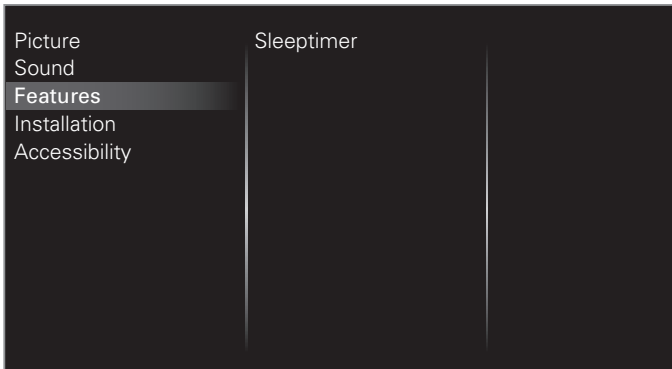 Picture
Sound
Features
Installation
Accessibility
Sleeptimer